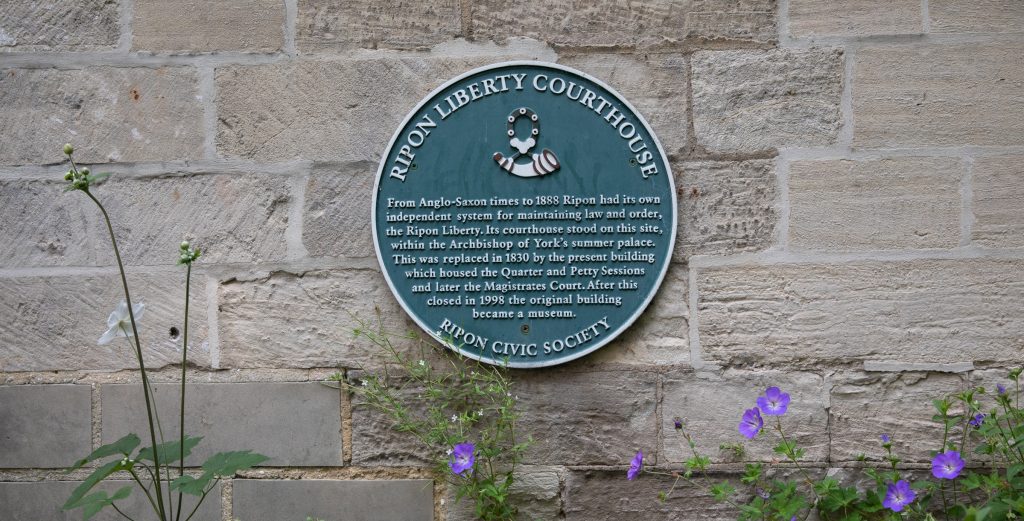 RIPON LIBERTY COURTHOUSE
From Anglo-Saxon times to 1888 Ripon had its own
independent system for maintaining law and order,
the Ripon Liberty. Its courthouse stood on this site,
within the Archbishop of York's summer palace.
This was replaced in 1830 by the present building
which housed the Quarter and Petty Sessions
and later the Magistrates Court. After this
closed in 1998 the original building
became a museum.
RIPON CIVIC SOCIETY